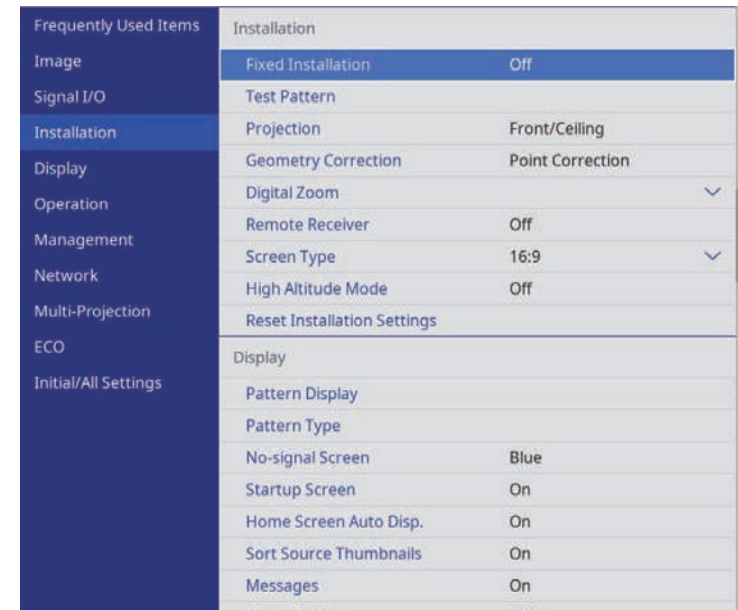 Frequently Used Items
Image
Signal I/O
Installation
Display
Operation
Management
Network
Multi-Projection
ECO
Initial/All Settings
Installation
Fixed Installation Off
Test Pattern
Projection Front/Ceiling
Geometry Correction Point Correction
Digital Zoom
Remote Receiver Off
Screen Type 16:9
High Altitude Mode Off
Reset Installation Settings
Display
Pattern Display
Pattern Type
No-signal Screen Blue
Startup Screen On
Home Screen Auto Disp. On
Sort Source Thumbnails On
Messages On